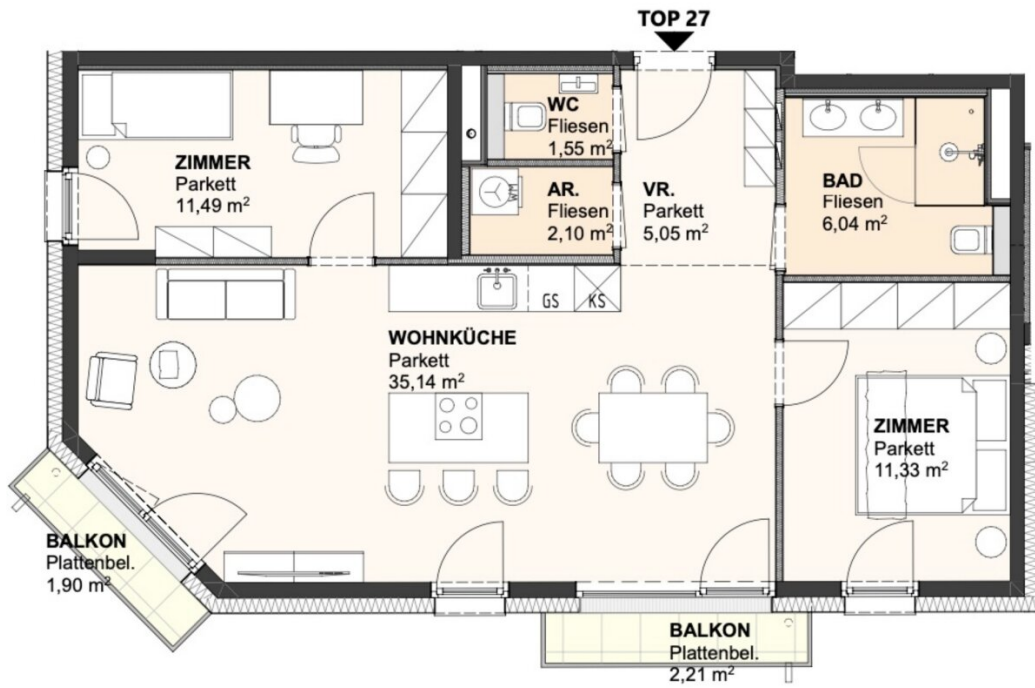 TOP 27
ZIMMER
Parkett
11,49 m²
WC
Fliesen
1,55 m²
AR.
Fliesen
2,10 m²
WM
VR.
Parkett
5,05 m²
BAD
Fliesen
6,04 m²
GS
KS
WOHNKÜCHE
Parkett
35,14 m²
ZIMMER
Parkett
11,33 m²
BALKON
Plattenbel.
1,90 m²
BALKON
Plattenbel.
2,21 m²